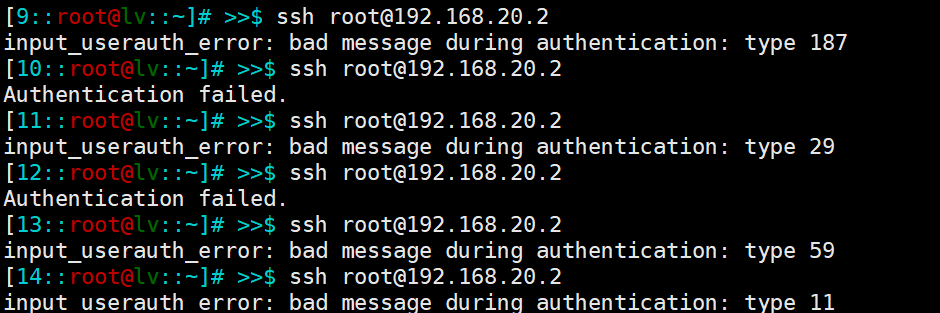 [9::root@lv::~]# >>$ ssh root@192.168.20.2
input_userauth_error: bad message during authentication: type 187
[10::root@lv::~]# >>$ ssh root@192.168.20.2
Authentication failed.
[11::root@lv::~]# >>$ ssh root@192.168.20.2
input_userauth_error: bad message during authentication: type 29
[12::root@lv::~]# >>$ ssh root@192.168.20.2
Authentication failed.
[13::root@lv::~]# >>$ ssh root@192.168.20.2
input_userauth_error: bad message during authentication: type 59
[14::root@lv::~]# >>$ ssh root@192.168.20.2
input_userauth_error: bad message during authentication: type 11